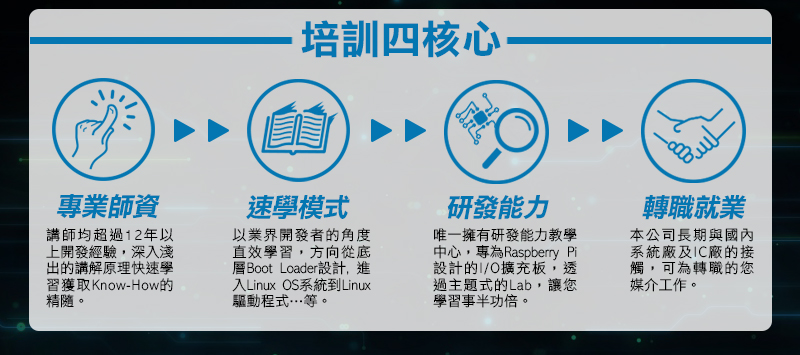 培訓四核心
專業師資
講師均超過12年以
上開發經驗，深入淺
出的講解原理快速學
習獲取Know-How的
精隨。
速學模式
以業界開發者的角度
直效學習，方向從底
層Boot Loader設計, 進
入Linux OS系統到Linux
驅動程式…等。
研發能力
唯一擁有研發能力教學
中心，專為Raspberry Pi
設計的I/O擴充板，透
過主題式的Lab，讓您
學習事半功倍。
轉職就業
本公司長期與國內
系統廠及IC廠的接
觸，可為轉職的您
媒介工作。